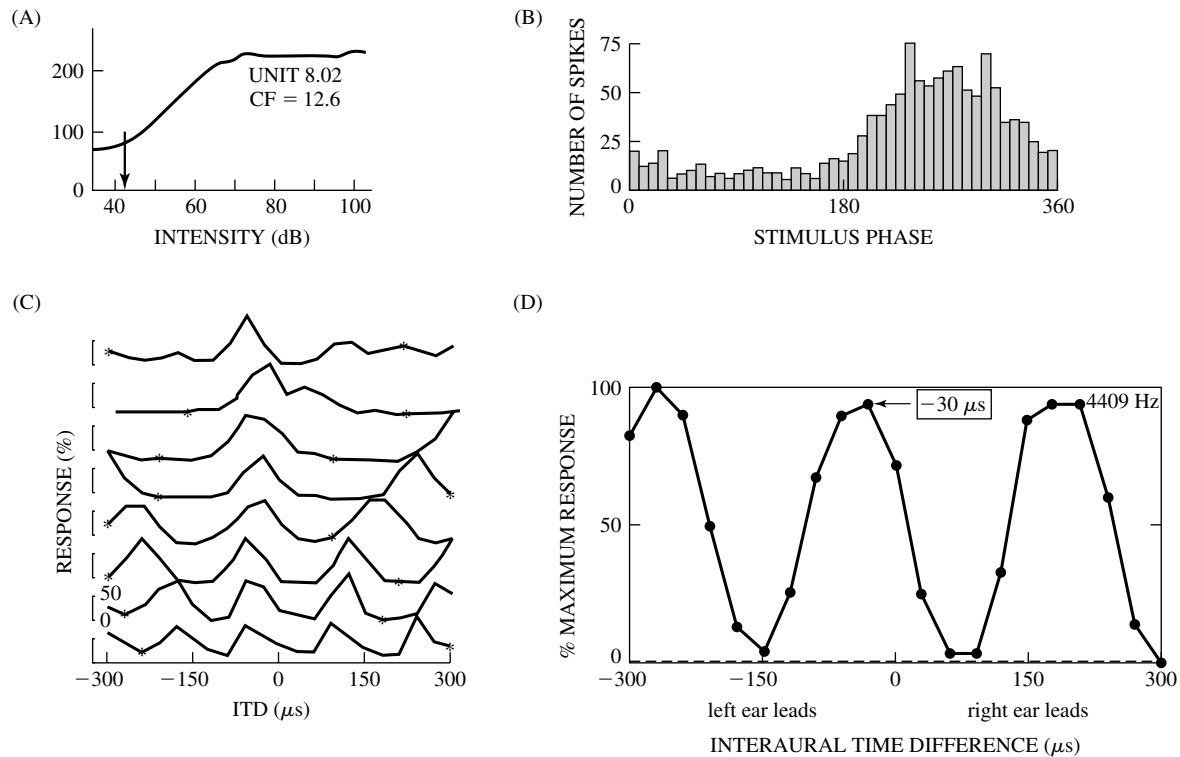 (A)
200
100
0
UNIT 8.02
CF = 12.6
40
60
80
100
INTENSITY (dB)
(B)
NUMBER OF SPIKES
75
50
25
0
0
180
360
STIMULUS PHASE
(C)
RESPONSE (%)
50
0
−300
−150
0
150
300
ITD (μs)
(D)
% MAXIMUM RESPONSE
100
50
0
−30 μs
4409 Hz
−300
−150
0
150
300
left ear leads
right ear leads
INTERAURAL TIME DIFFERENCE (μs)